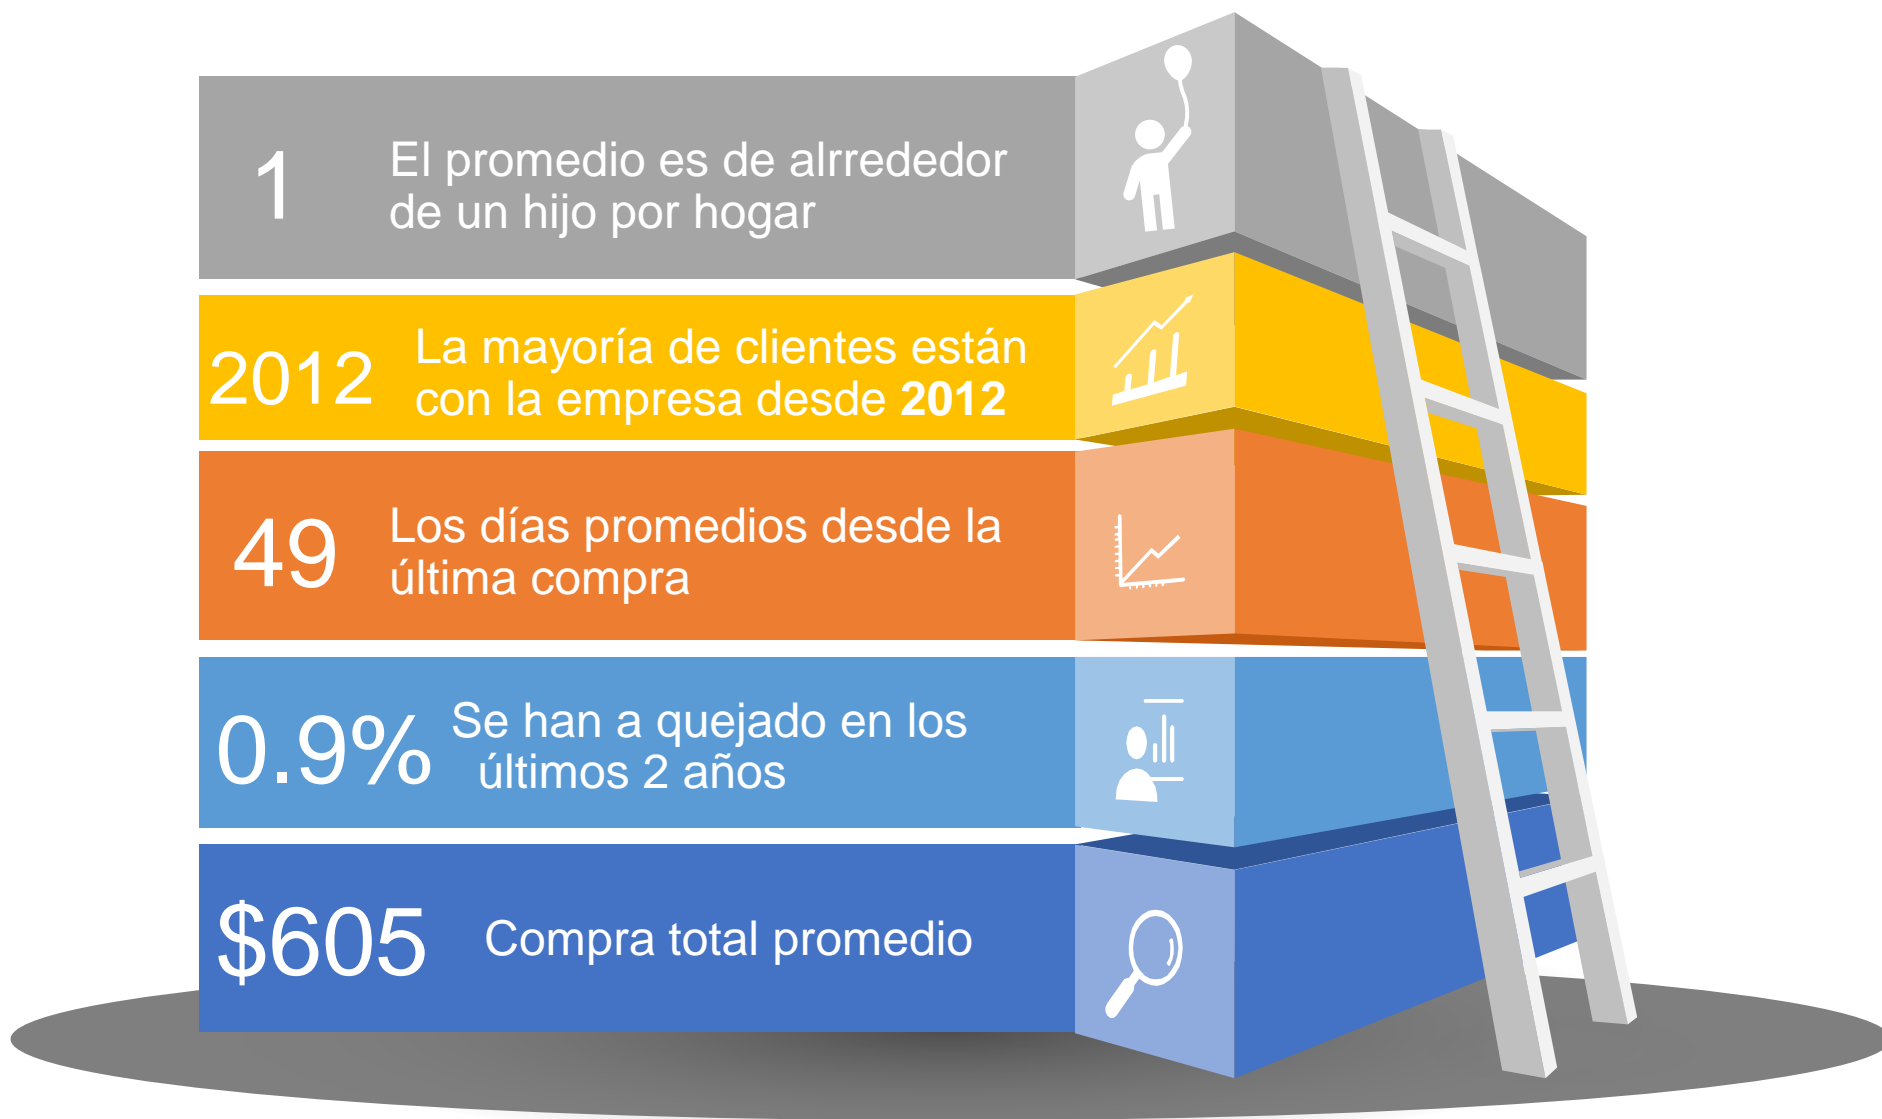 1
El promedio es de alrrededor
de un hijo por hogar
2012
La mayoría de clientes están
con la empresa desde 2012
49
Los días promedios desde la
última compra
0.9%
Se han a quejado en los
últimos 2 años
$605
Compra total promedio